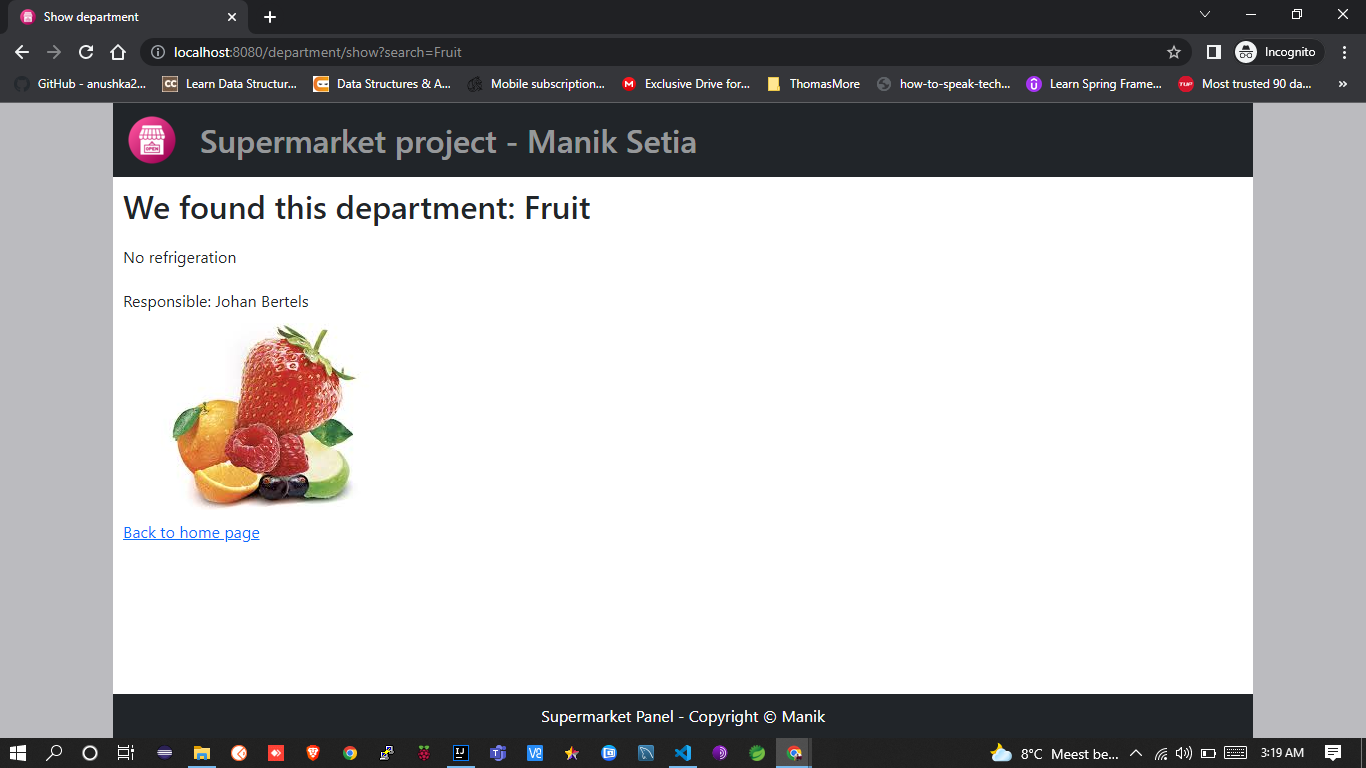 Show department
localhost:8080/department/show?search=Fruit
Incognito
GitHub - anushka2... Learn Data Structur... Data Structures & A... Mobile subscription... Exclusive Drive for... ThomasMore how-to-speak-tech... Learn Spring Frame... Most trusted 90 da... »
OPEN
Supermarket project - Manik Setia
We found this department: Fruit
No refrigeration
Responsible: Johan Bertels
Back to home page
Supermarket Panel - Copyright © Manik
8°C Meest be... 3:19 AM